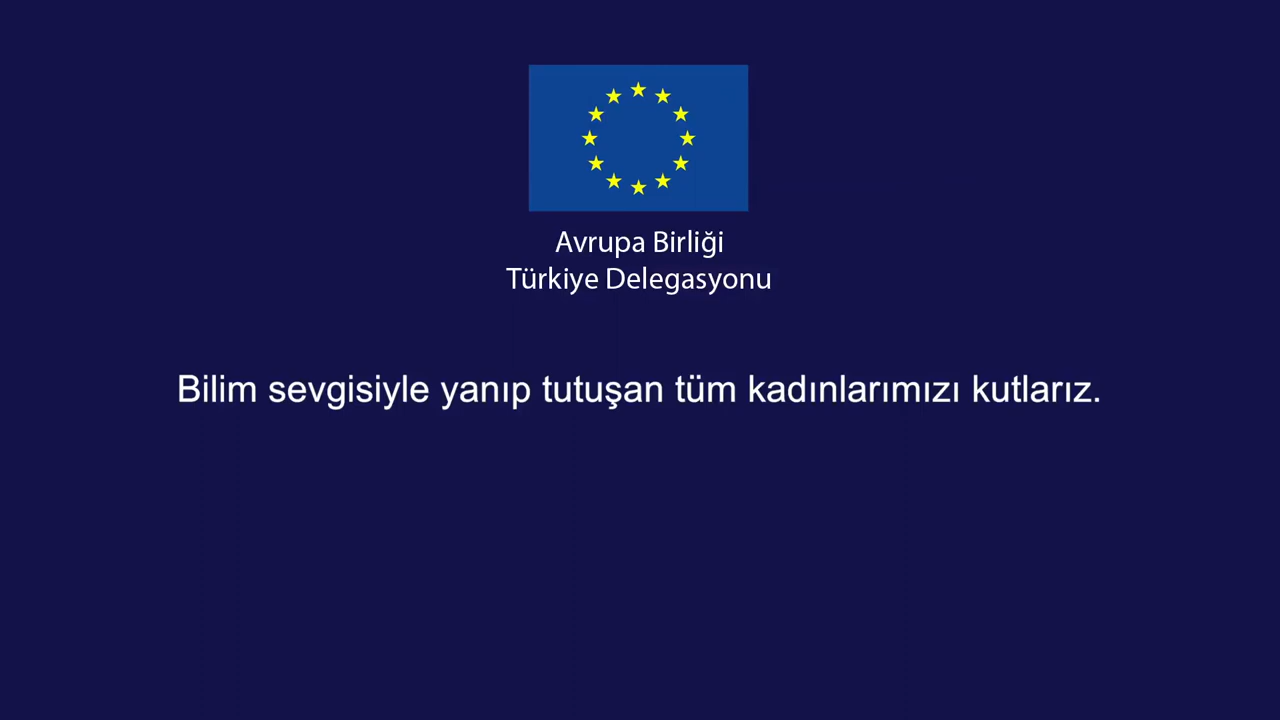 Avrupa Birliği
Türkiye Delegasyonu
Bilim sevgisiyle yanıp tutuşan tüm kadınlarımızı kutlarız.